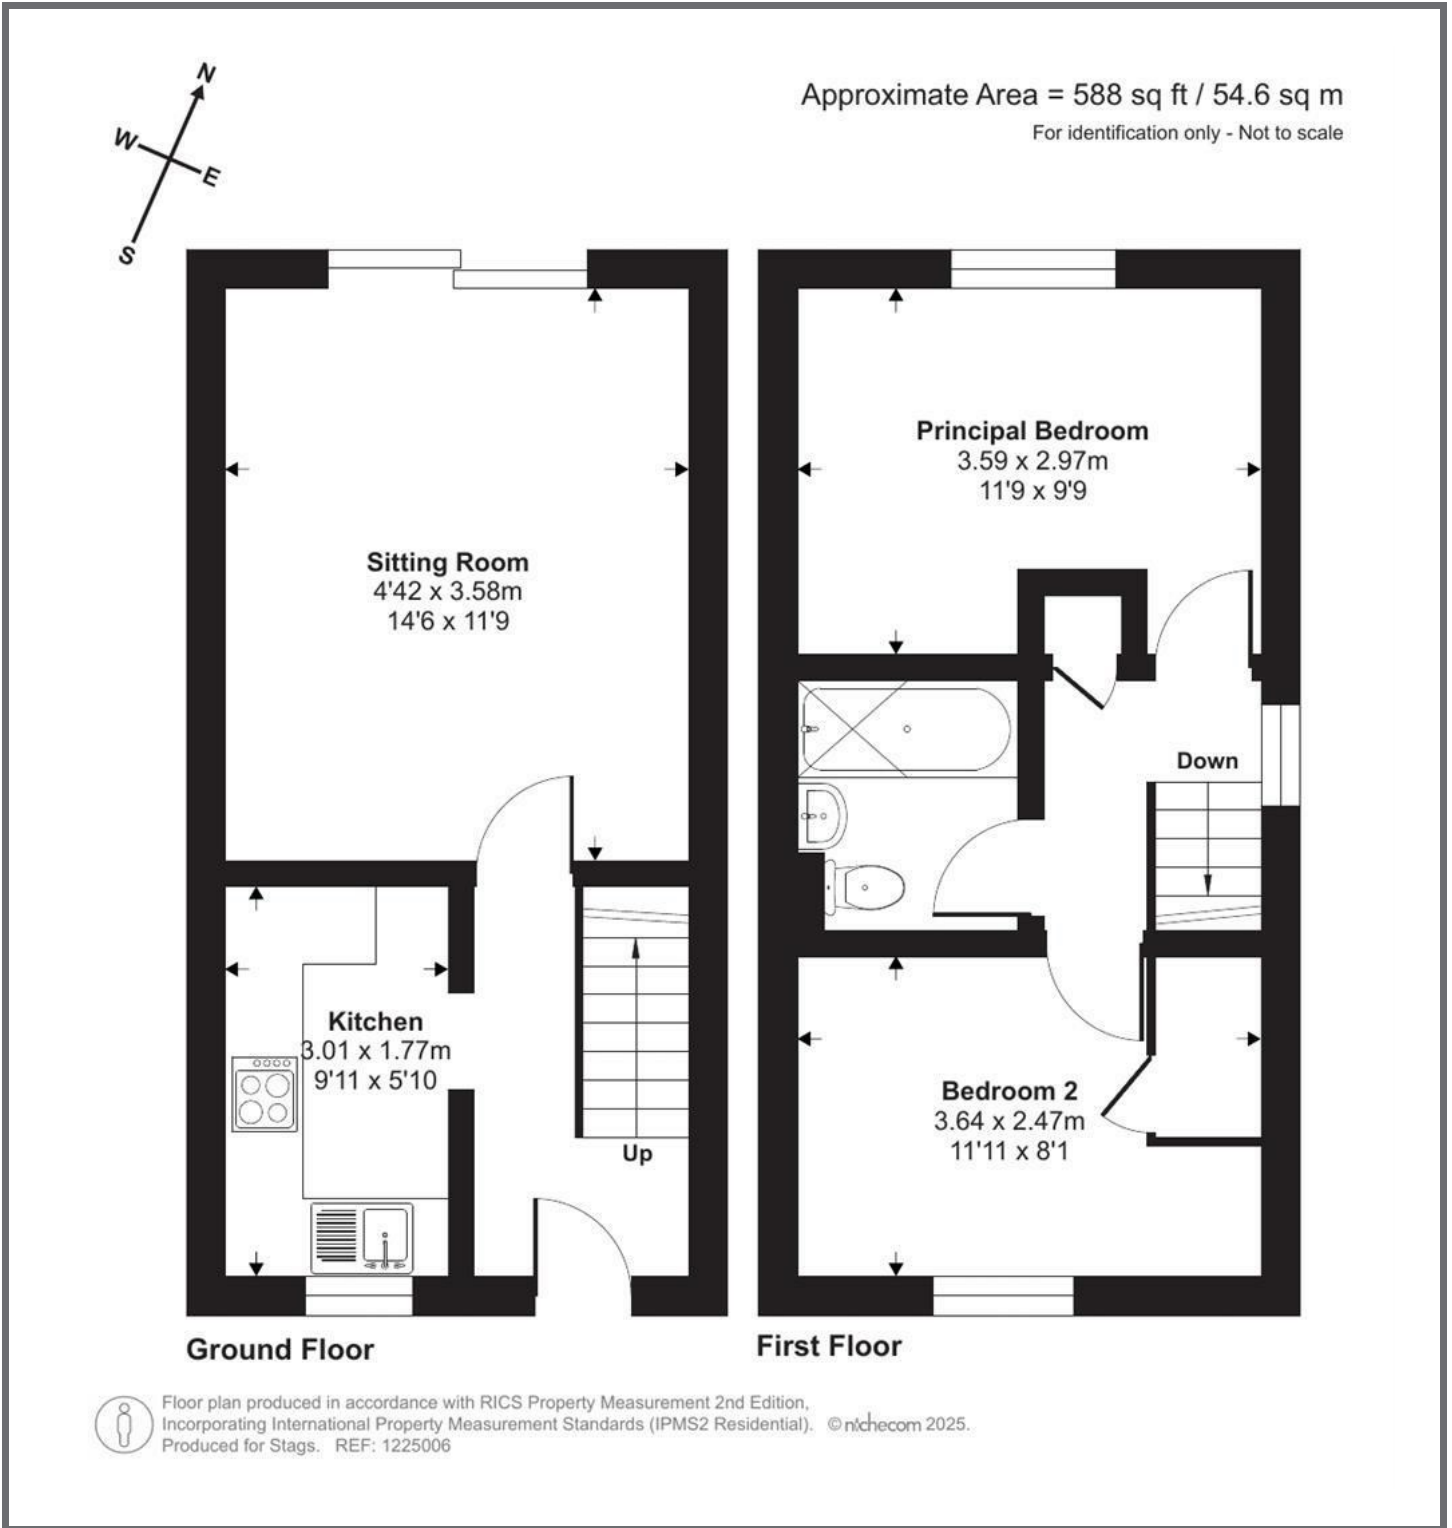 N
W
E
S
Approximate Area = 588 sq ft / 54.6 sq m
For identification only - Not to scale
Sitting Room
4'42 x 3.58m
14'6 x 11'9
Kitchen
3.01 x 1.77m
9'11 x 5'10
Up
Ground Floor
Principal Bedroom
3.59 x 2.97m
11'9 x 9'9
Down
Bedroom 2
3.64 x 2.47m
11'11 x 8'1
First Floor
Floor plan produced in accordance with RICS Property Measurement 2nd Edition,
Incorporating International Property Measurement Standards (IPMS2 Residential). © nichecom 2025.
Produced for Stags. REF: 1225006